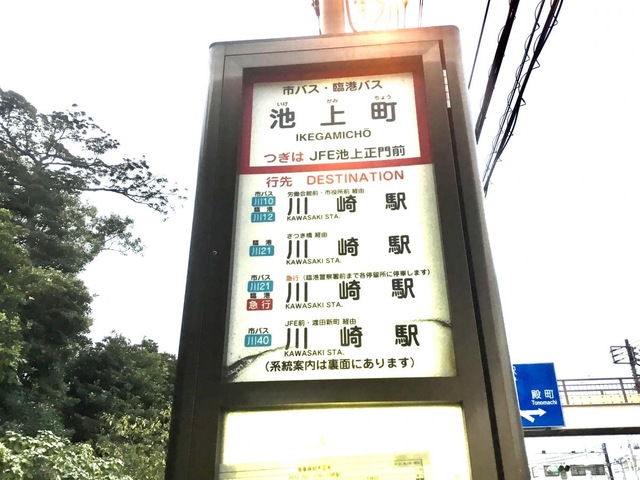 市バス・臨港バス
いけ がみ ちょう
池上町
IKEGAMICHŌ
つぎは JFE池上正門前
行先 DESTINATION
市バス 川10 労働会館前・市役所前 経由
臨港 川12 川崎駅
KAWASAKI STA.
さつき橋 経由
臨港 川21 川崎駅
KAWASAKI STA.
市バス 川21 急行(臨港警察署前まで各停留所に停車します)
臨港 急行 川崎駅
KAWASAKI STA.
JFE前・渡田新町 経由
市バス 川40 川崎駅
KAWASAKI STA.
(系統案内は裏面にあります)
殿町
Tonomachi